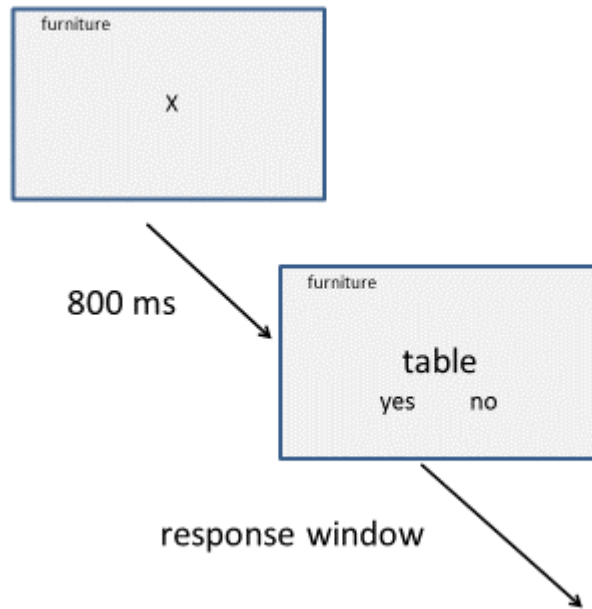 furniture
X
800 ms
furniture
table
yes no
response window